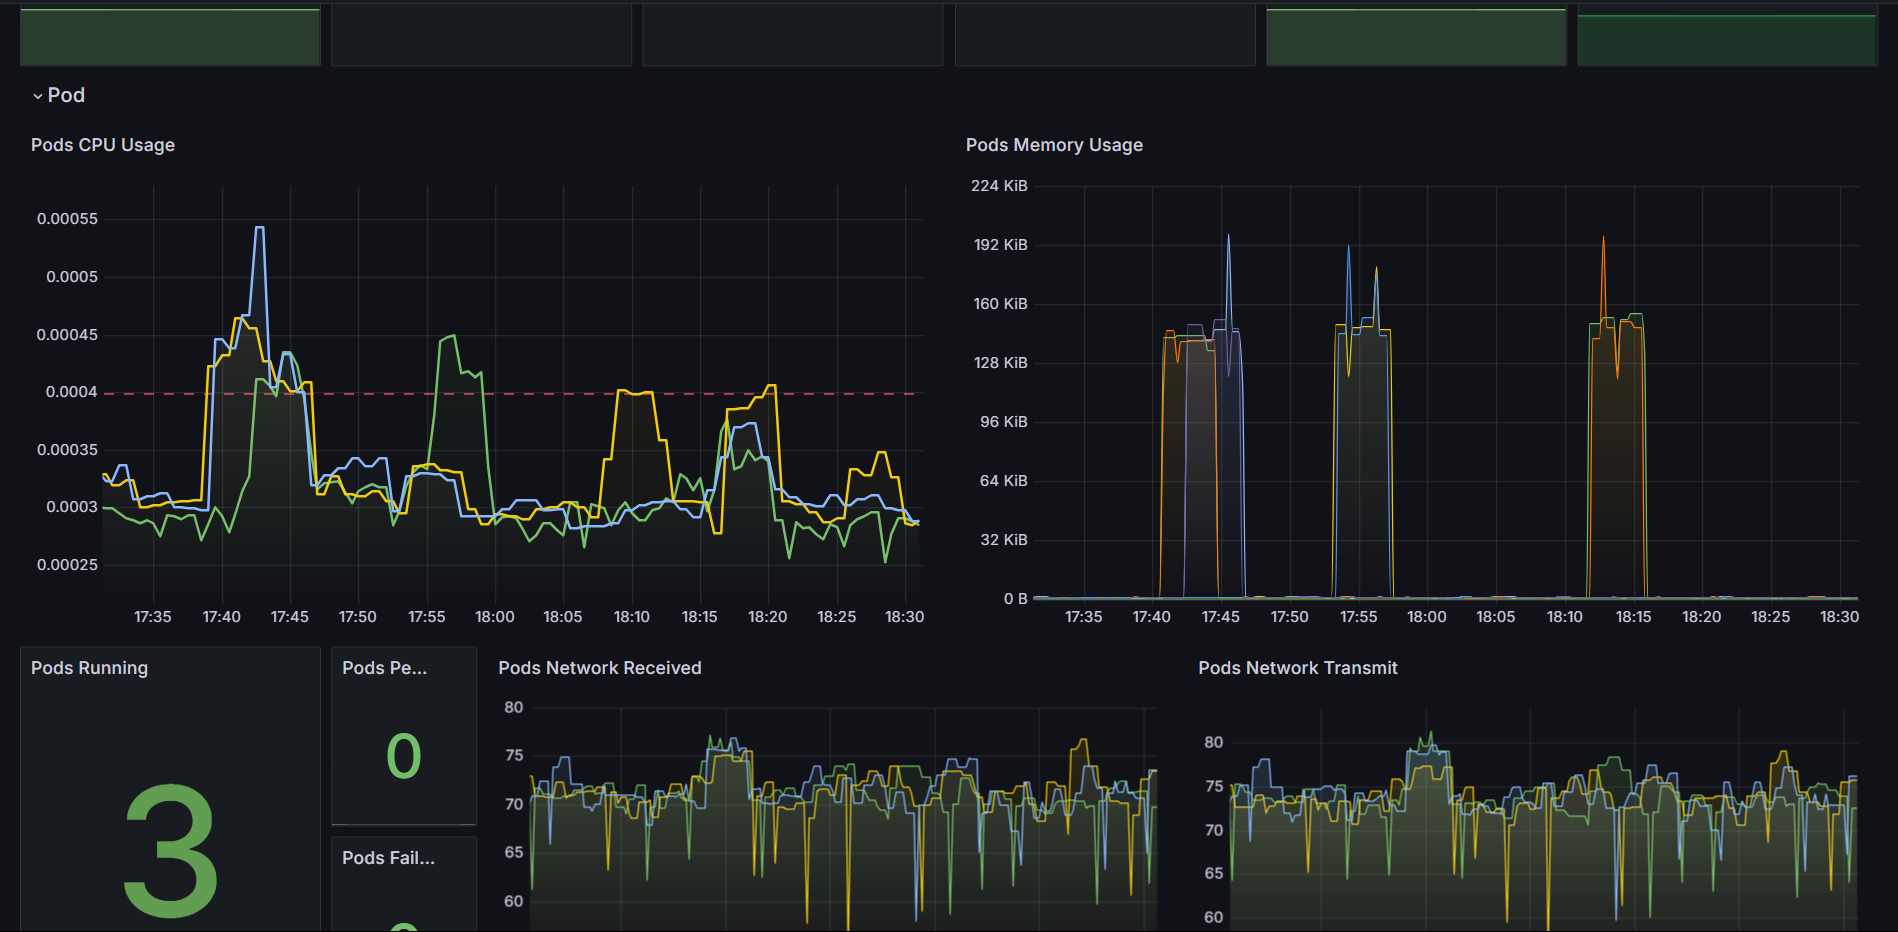 Pod
Pods CPU Usage
0.00055
0.0005
0.00045
0.0004
0.00035
0.0003
0.00025
17:35 17:40 17:45 17:50 17:55 18:00 18:05 18:10 18:15 18:20 18:25 18:30
Pods Memory Usage
224 KiB
192 KiB
160 KiB
128 KiB
96 KiB
64 KiB
32 KiB
0 B
17:35 17:40 17:45 17:50 17:55 18:00 18:05 18:10 18:15 18:20 18:25 18:30
Pods Running
3
Pods Pe...
0
Pods Fail...
Pods Network Received
80
75
70
65
60
Pods Network Transmit
80
75
70
65
60